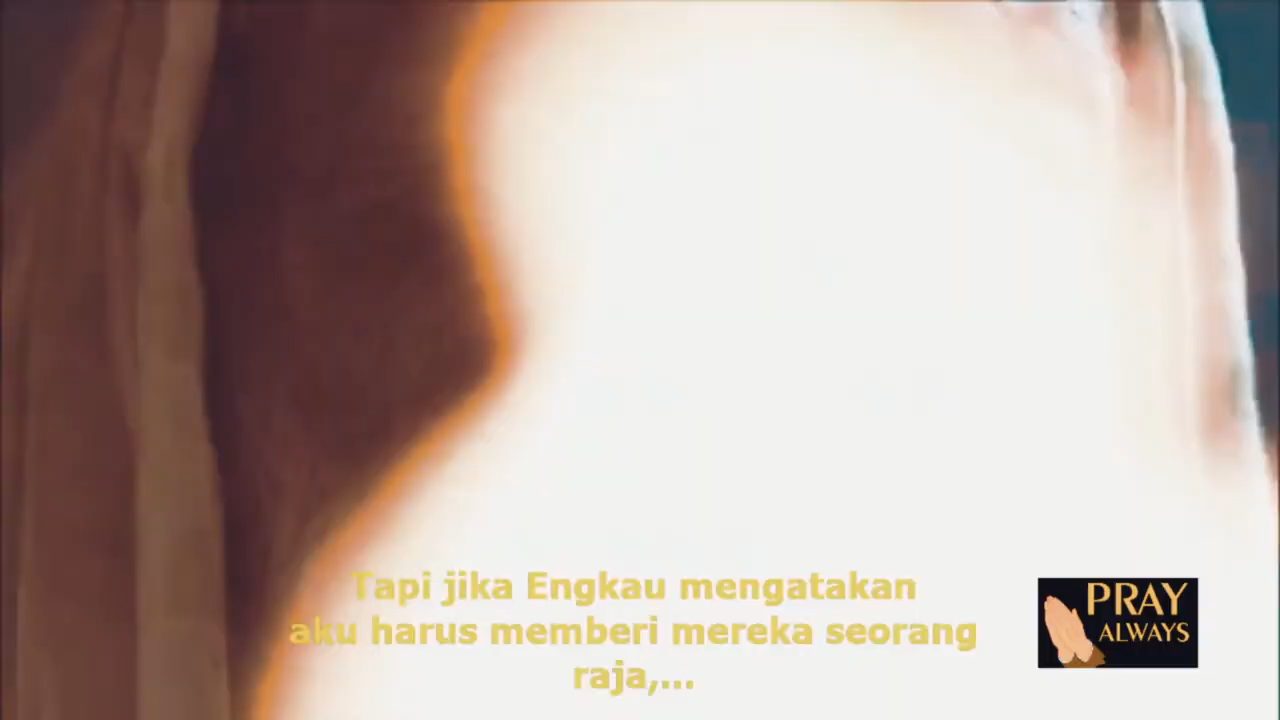 Tapi jika Engkau mengatakan
aku harus memberi mereka seorang
raja,...
PRAY
ALWAYS